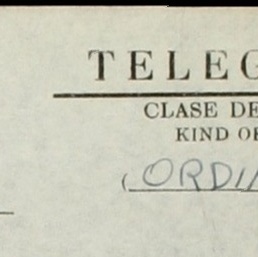 TELEG
CLASE DE
KIND OF
(ORDI